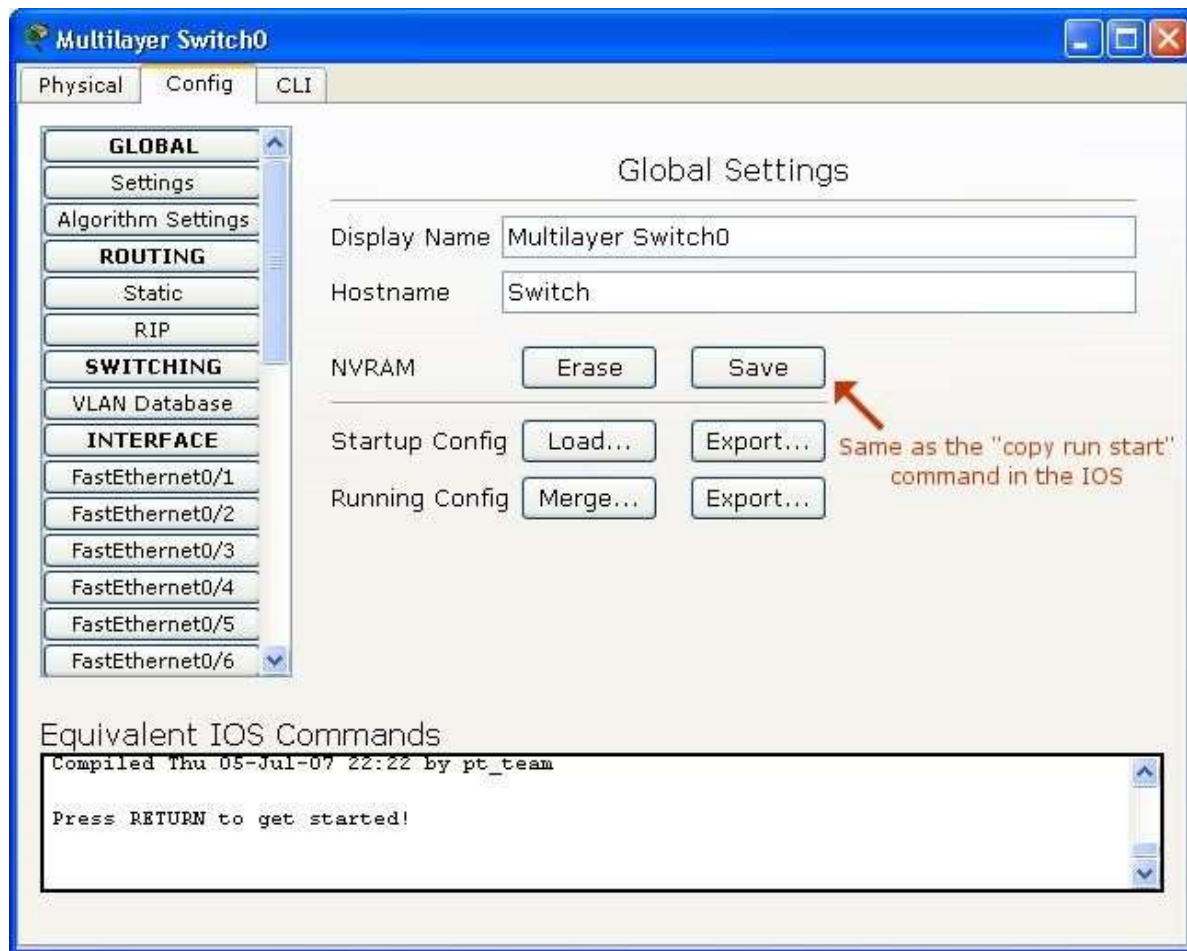 Multilayer Switch0
Physical Config CLI
GLOBAL
Settings
Algorithm Settings
ROUTING
Static
RIP
SWITCHING
VLAN Database
INTERFACE
FastEthernet0/1
FastEthernet0/2
FastEthernet0/3
FastEthernet0/4
FastEthernet0/5
FastEthernet0/6
Global Settings
Display Name Multilayer Switch0
Hostname Switch
NVRAM Erase Save
Startup Config Load... Export...
Running Config Merge... Export...
Same as the "copy run start"
command in the IOS
Equivalent IOS Commands
Compiled Thu 05-Jul-07 22:22 by pt_team
Press RETURN to get started!